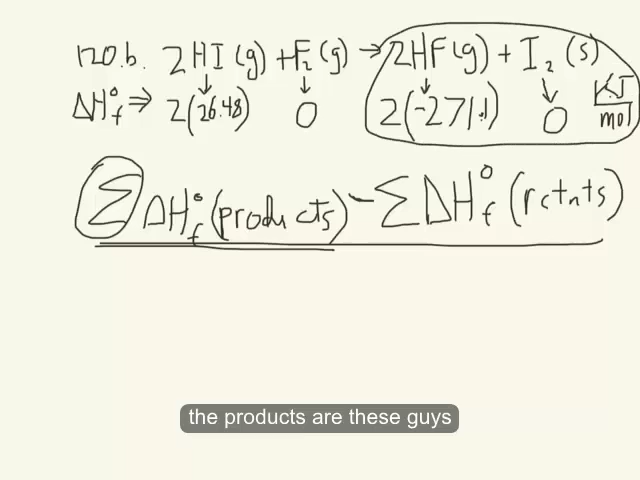 120.b. 2HI(g) + F₂(g) → 2HF(g) + I₂(s)
ΔH°f ⇒ 2(26.48) 0 2(-271.1) 0 KJ/mol
∑ ΔH°f (products) - ∑ ΔH°f (rctnts)
the products are these guys